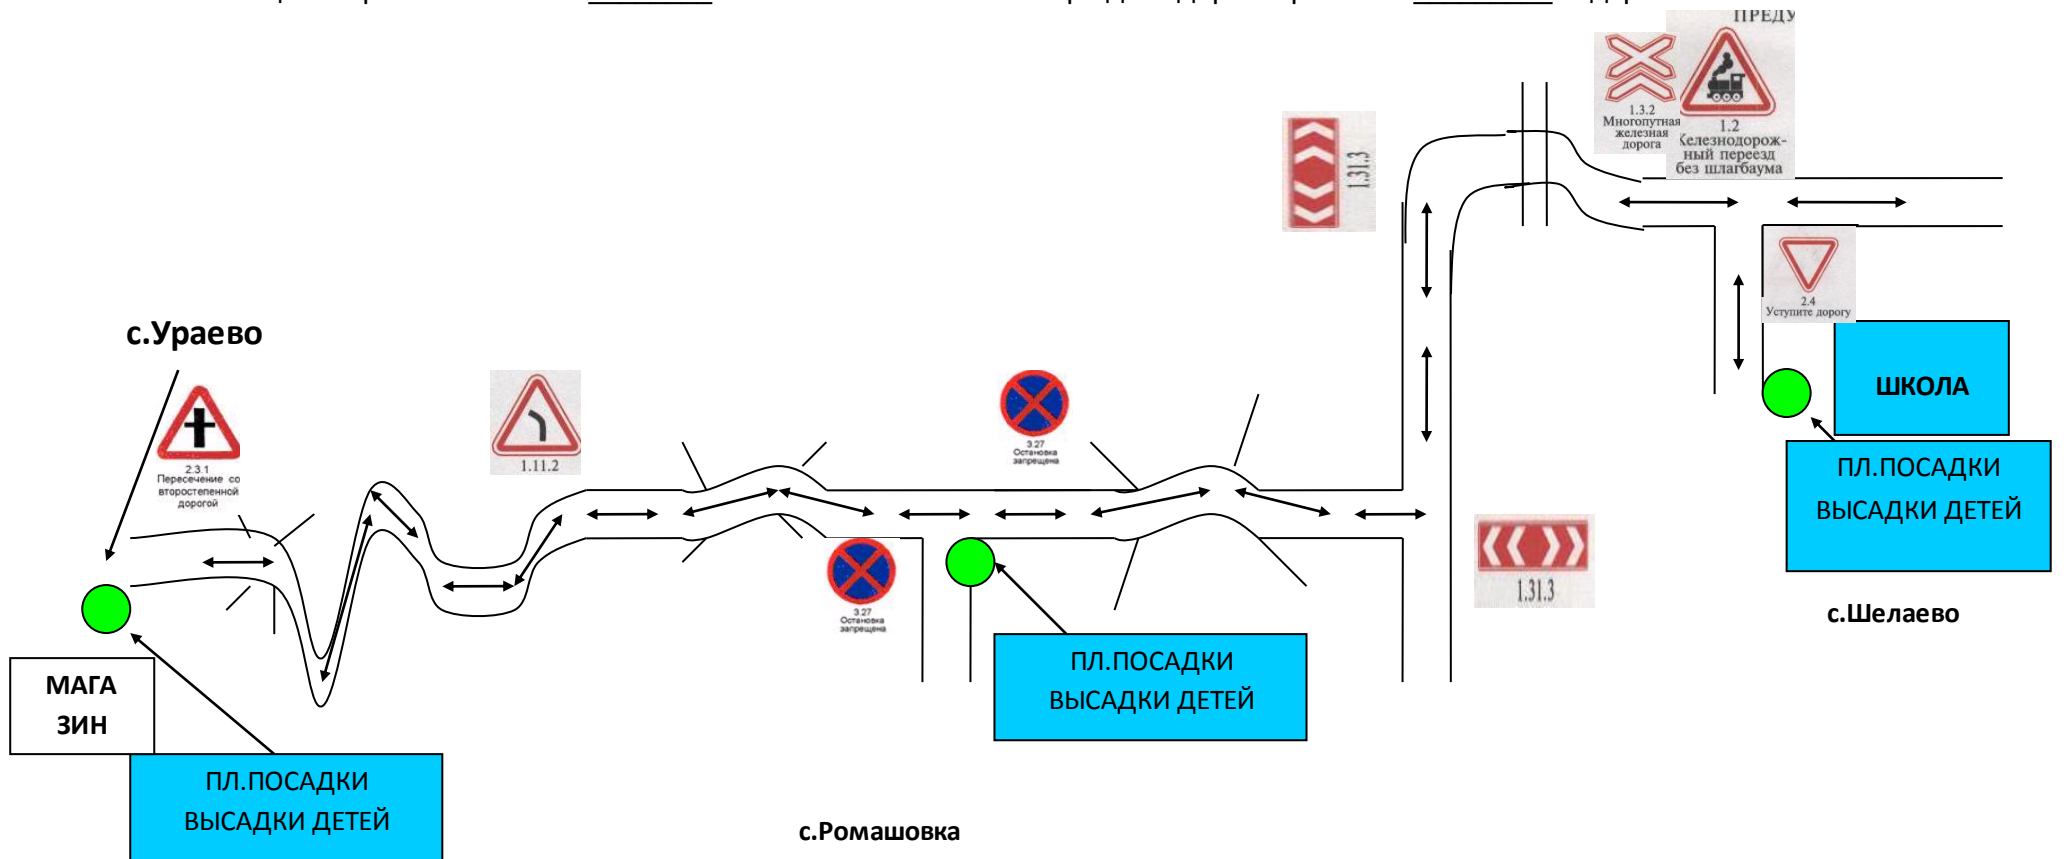 ПРЕДУ
1.3.2
Многопутная
железная
дорога
1.2
Железнодорож-
ный переезд
без шлагбаума
1.31.3
2.4
Уступите дорогу
с.Ураево
ШКОЛА
2.3.1
Пересечение со
второстепенной
дорогой
1.11.2
3.27
Остановка
запрещена
ПЛ.ПОСАДКИ
ВЫСАДКИ ДЕТЕЙ
3.27
Остановка
запрещена
1.31.3
с.Шелаево
МАГА
ЗИН
ПЛ.ПОСАДКИ
ВЫСАДКИ ДЕТЕЙ
ПЛ.ПОСАДКИ
ВЫСАДКИ ДЕТЕЙ
с.Ромашовка